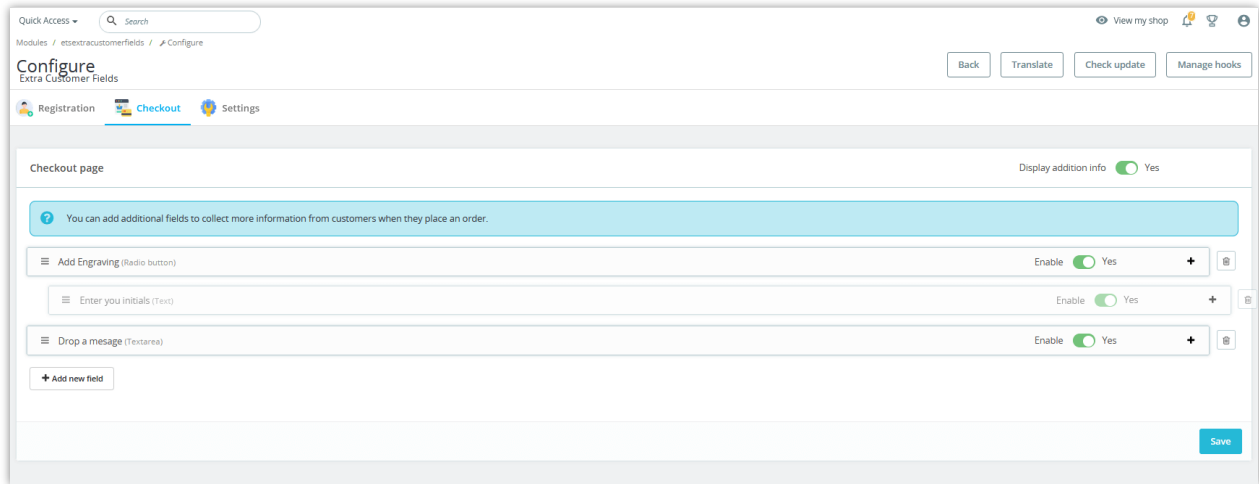 Quick Access Search View my shop 7
Modules / etsextracustomerfields / Configure
Configure
Extra Customer Fields
Back Translate Check update Manage hooks
Registration Checkout Settings
Checkout page Display addition info Yes
? You can add additional fields to collect more information from customers when they place an order.
Add Engraving (Radio button) Enable Yes
Enter you initials (Text) Enable Yes
Drop a mesage (Textarea) Enable Yes
+ Add new field
Save